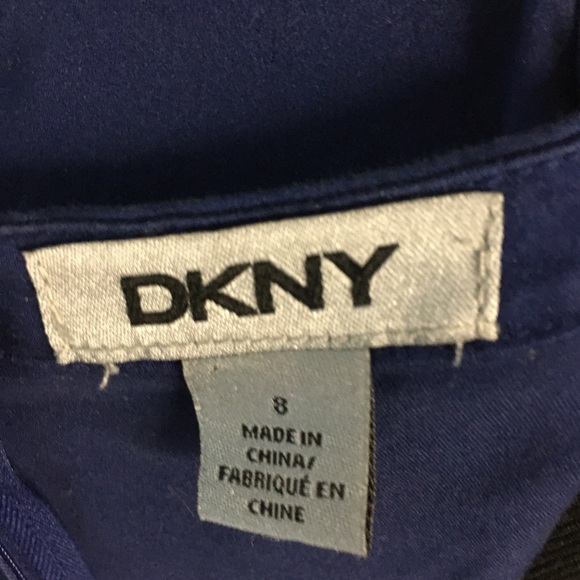 DKNY
8
MADE IN
CHINA/
FABRIQUÉ EN
CHINE